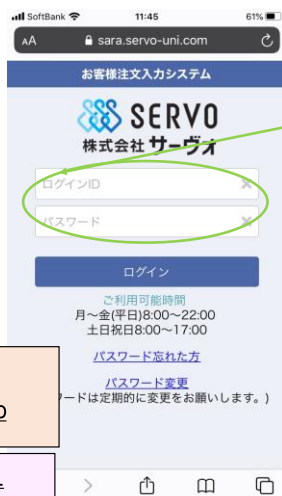 SoftBank 11:45 61%
AA sara.servo-uni.com
お客様注文入力システム
SERVO
株式会社サーヴォ
ログインID
パスワード
ログイン
ご利用可能時間
月～金(平日)8:00～22:00
土日祝日8:00～17:00
パスワード忘れた方
パスワード変更
ワードは定期的に変更をお願いします。)